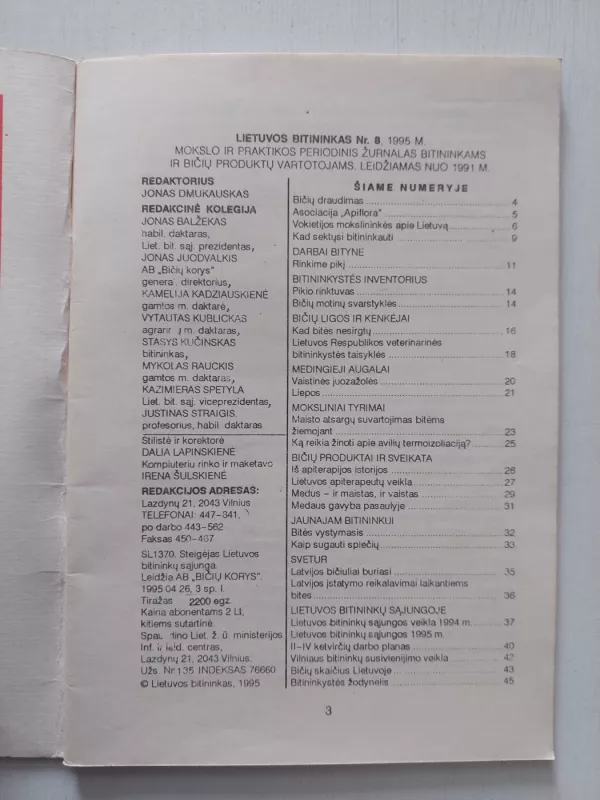 LIETUVOS BITININKAS Nr. 8, 1995 M.
MOKSLO IR PRAKTIKOS PERIODINIS ŽURNALAS BITININKAMS
IR BIČIŲ PRODUKTŲ VARTOTOJAMS. LEIDŽIAMAS NUO 1991 M.
REDAKTORIUS
JONAS DMUKAUSKAS
REDAKCINĖ KOLEGIJA
JONAS BALŽEKAS
habil. daktaras,
Liet. bit. sąj. prezidentas,
JONAS JUODVALKIS
AB „Bičių korys"
direktorius,
KAMELIJA KADZIAUSKIENĖ
gamtos m. daktarė,
VYTAUTAS KUBLICKAS
m. daktaras,
STASYS KUČINSKAS
bitininkas,
MYKOLAS RAUCKIS
gamtos m. daktaras,
KAZIMIERAS SPETYLA
Liet. bit. sąj. viceprezidentas,
JUSTINAS STRAIGIS.
profesorius, habil. daktaras
Stilistė ir korektorė
DALIA LAPINSKIENĖ
Kompiuteriu rinko ir maketavo
IRENA ŠULSKIENĖ
REDAKCIJOS ADRESAS:
Lazdynų 21, 2043 Vilnius
TELEFONAI: 447-841,
po darbo 443-562
Faksas 450-467
SL1370. Steigėjas Lietuvos
bitininkų sąjunga.
Leidžia AB „BIČIŲ KORYS".
1995 04 26, 3 sp. l.
Tiražas 2200 egz.
Kaina abonentams 2 Lt,
kitiems sutartinė.
Liet. ž. ū. ministerijos
centras,
Lazdynų 21, 2043 Vilnius.
Užs. Nr 135 INDEKSAS 76660
© Lietuvos bitininkas, 1995
ŠIAME NUMERYJE
Bičių draudimas 4
Asociacija „Apiflora" 5
Vokietijos mokslininkės apie Lietuvą 6
Kad sektųsi bitininkauti 9
DARBAI BITYNE
Rinkime pikį 11
BITININKYSTĖS INVENTORIUS
Pikio rinktuvas 14
Bičių motinų svarstyklės 14
BIČIŲ LIGOS IR KENKĖJAI
Kad bitės nesirgtų 16
Lietuvos Respublikos veterinarinės
bitininkystės taisyklės 18
MEDINGIEJI AUGALAI
Vaistinės juozažolės 20
Liepos 21
MOKSLINIAI TYRIMAI
Maisto atsargų suvartojimas bitėms
žiemojant 23
Ką reikia žinoti apie avilių termoizoliaciją? 25
BIČIŲ PRODUKTAI IR SVEIKATA
Iš apiterapijos istorijos 26
Lietuvos apiterapeutų veikla 27
Medus – ir maistas, ir vaistas 29
Medaus gavyba pasaulyje 31
JAUNAJAM BITININKUI
Bitės vystymasis 32
Kaip sugauti spiečių 33
SVETUR
Latvijos bičiuliai buriasi 35
Latvijos įstatymo reikalavimai laikantiems
bites 36
LIETUVOS BITININKŲ SĄJUNGOJE
Lietuvos bitininkų sąjungos veikla 1994 m. 37
Lietuvos bitininkų sąjungos 1995 m.
II–IV ketvirčių darbo planas 40
Vilniaus bitininkų susivienijimo veikla 42
Bičių skaičius Lietuvoje 43
Bitininkystės žodynėlis 45
3